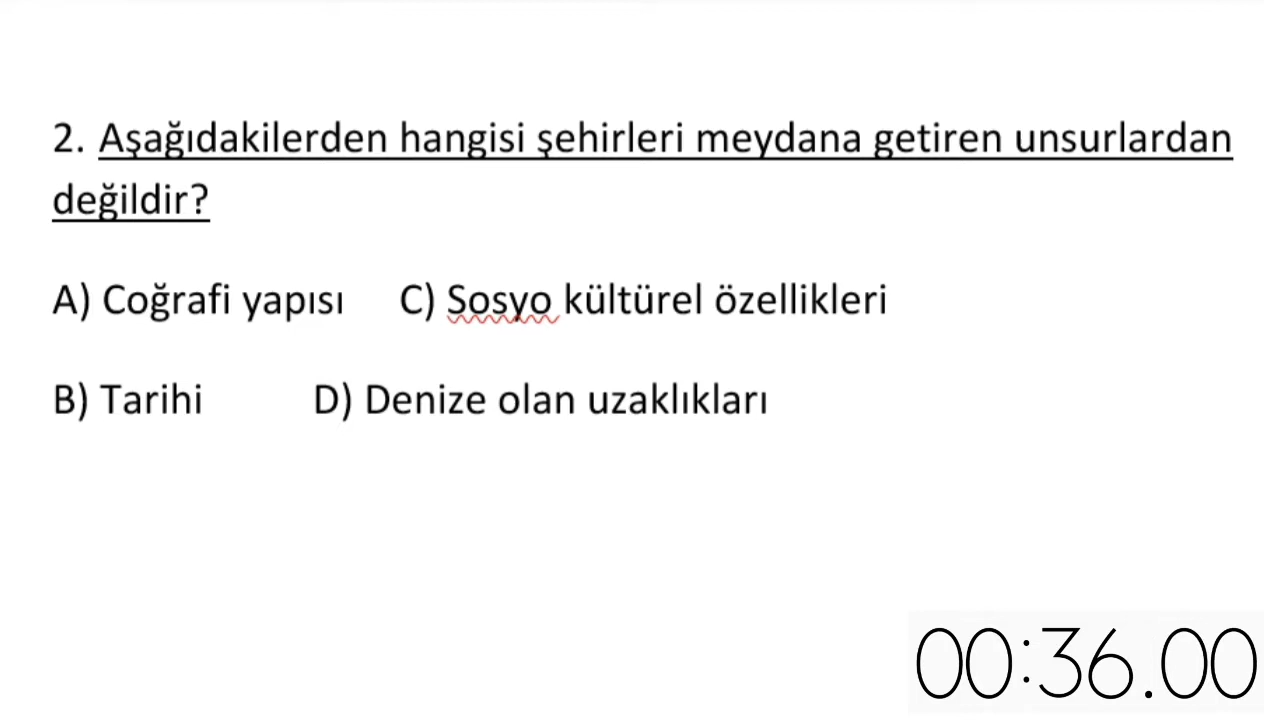 2. Aşağıdakilerden hangisi şehirleri meydana getiren unsurlardan
değildir?
A) Coğrafi yapısı C) Sosyo kültürel özellikleri
B) Tarihi D) Denize olan uzaklıkları
00:36.00